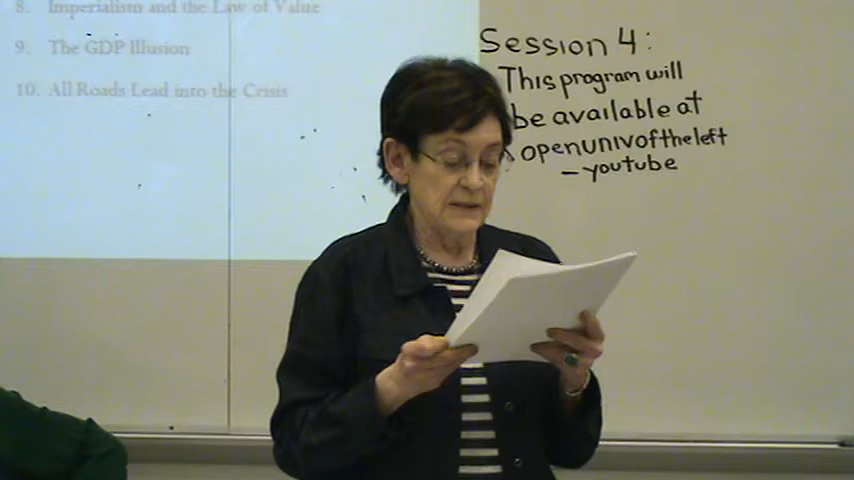 8. Imperialism and the Law of Value
9. The GDP Illusion
10. All Roads Lead into the Crisis
Session 4:
This program will
be available at
openunivoftheleft
- youtube